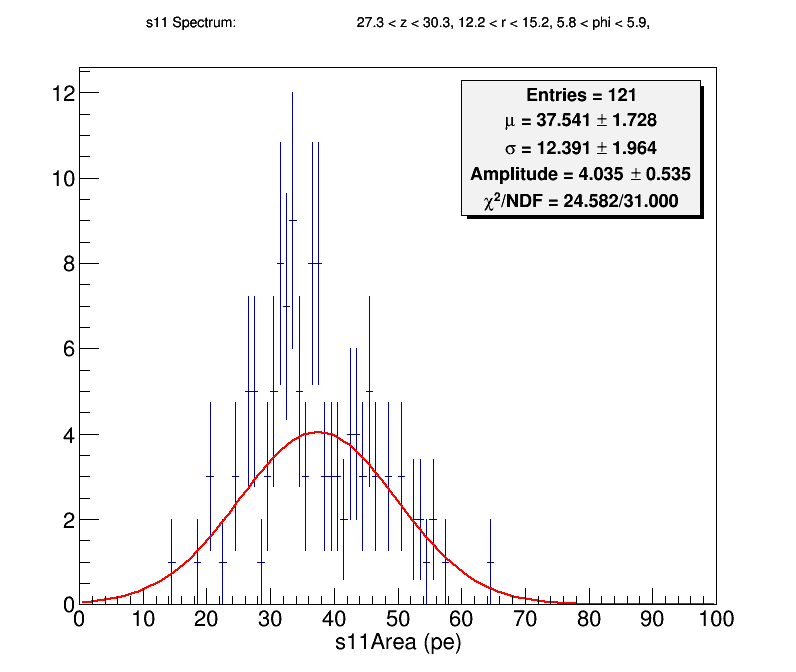 s11 Spectrum: 27.3 < z < 30.3, 12.2 < r < 15.2, 5.8 < phi < 5.9,
Entries = 121
μ = 37.541 ± 1.728
σ = 12.391 ± 1.964
Amplitude = 4.035 ± 0.535
χ²/NDF = 24.582/31.000
12
10
8
6
4
2
0
0 10 20 30 40 50 60 70 80 90 100
s11Area (pe)